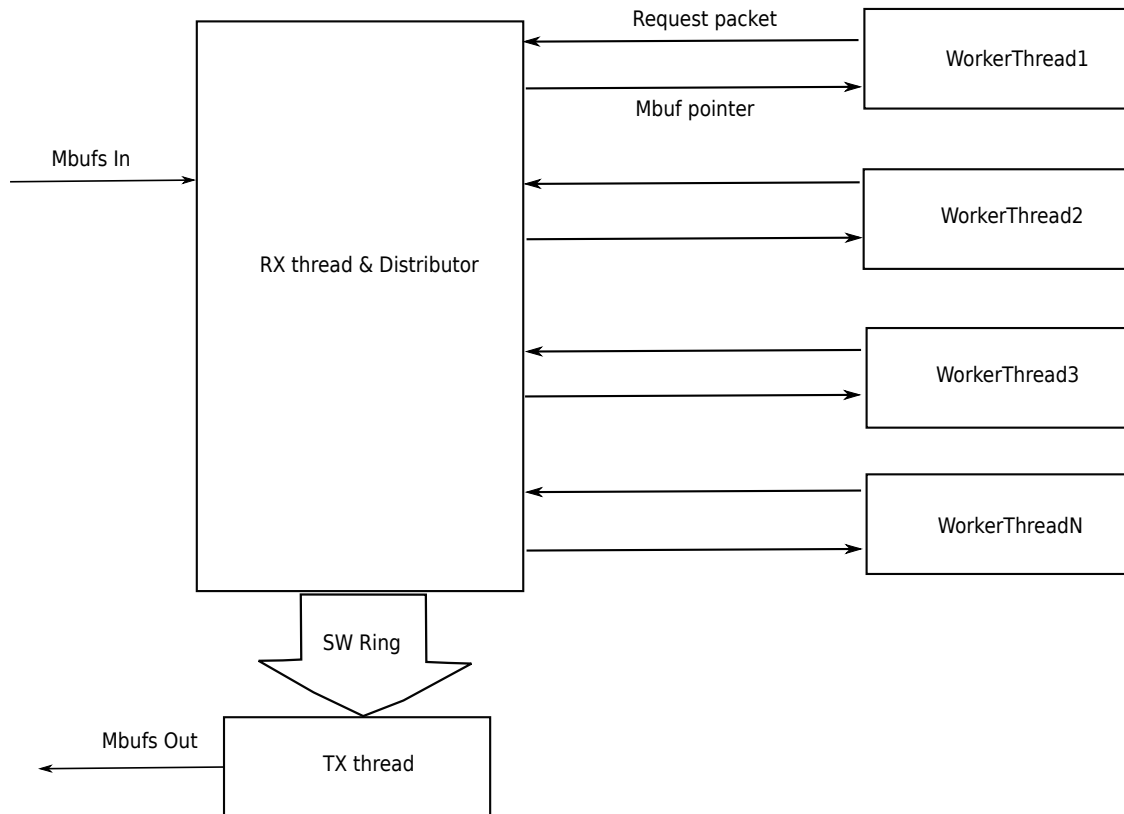 Request packet
WorkerThread1
Mbuf pointer
Mbufs In
WorkerThread2
RX thread & Distributor
WorkerThread3
WorkerThreadN
SW Ring
Mbufs Out
TX thread